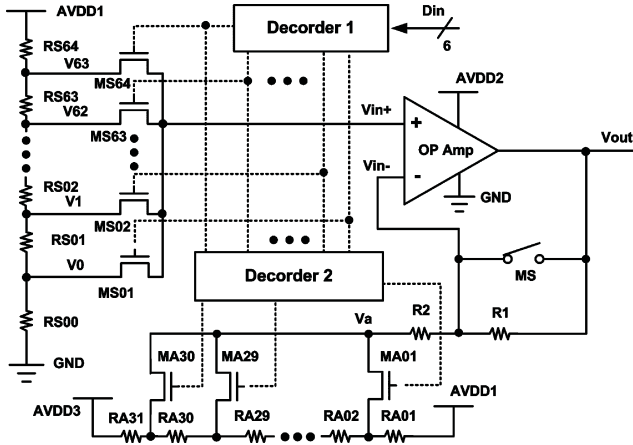 AVDD1
Decorder 1
Din
6
RS64
V63
MS64
RS63
V62
MS63
AVDD2
Vin+
+
OP Amp
Vout
Vin-
-
GND
RS02
V1
MS02
RS01
V0
MS01
Decorder 2
MS
RS00
GND
Va
R2
R1
MA30
MA29
MA01
AVDD3
AVDD1
RA31
RA30
RA29
RA02
RA01